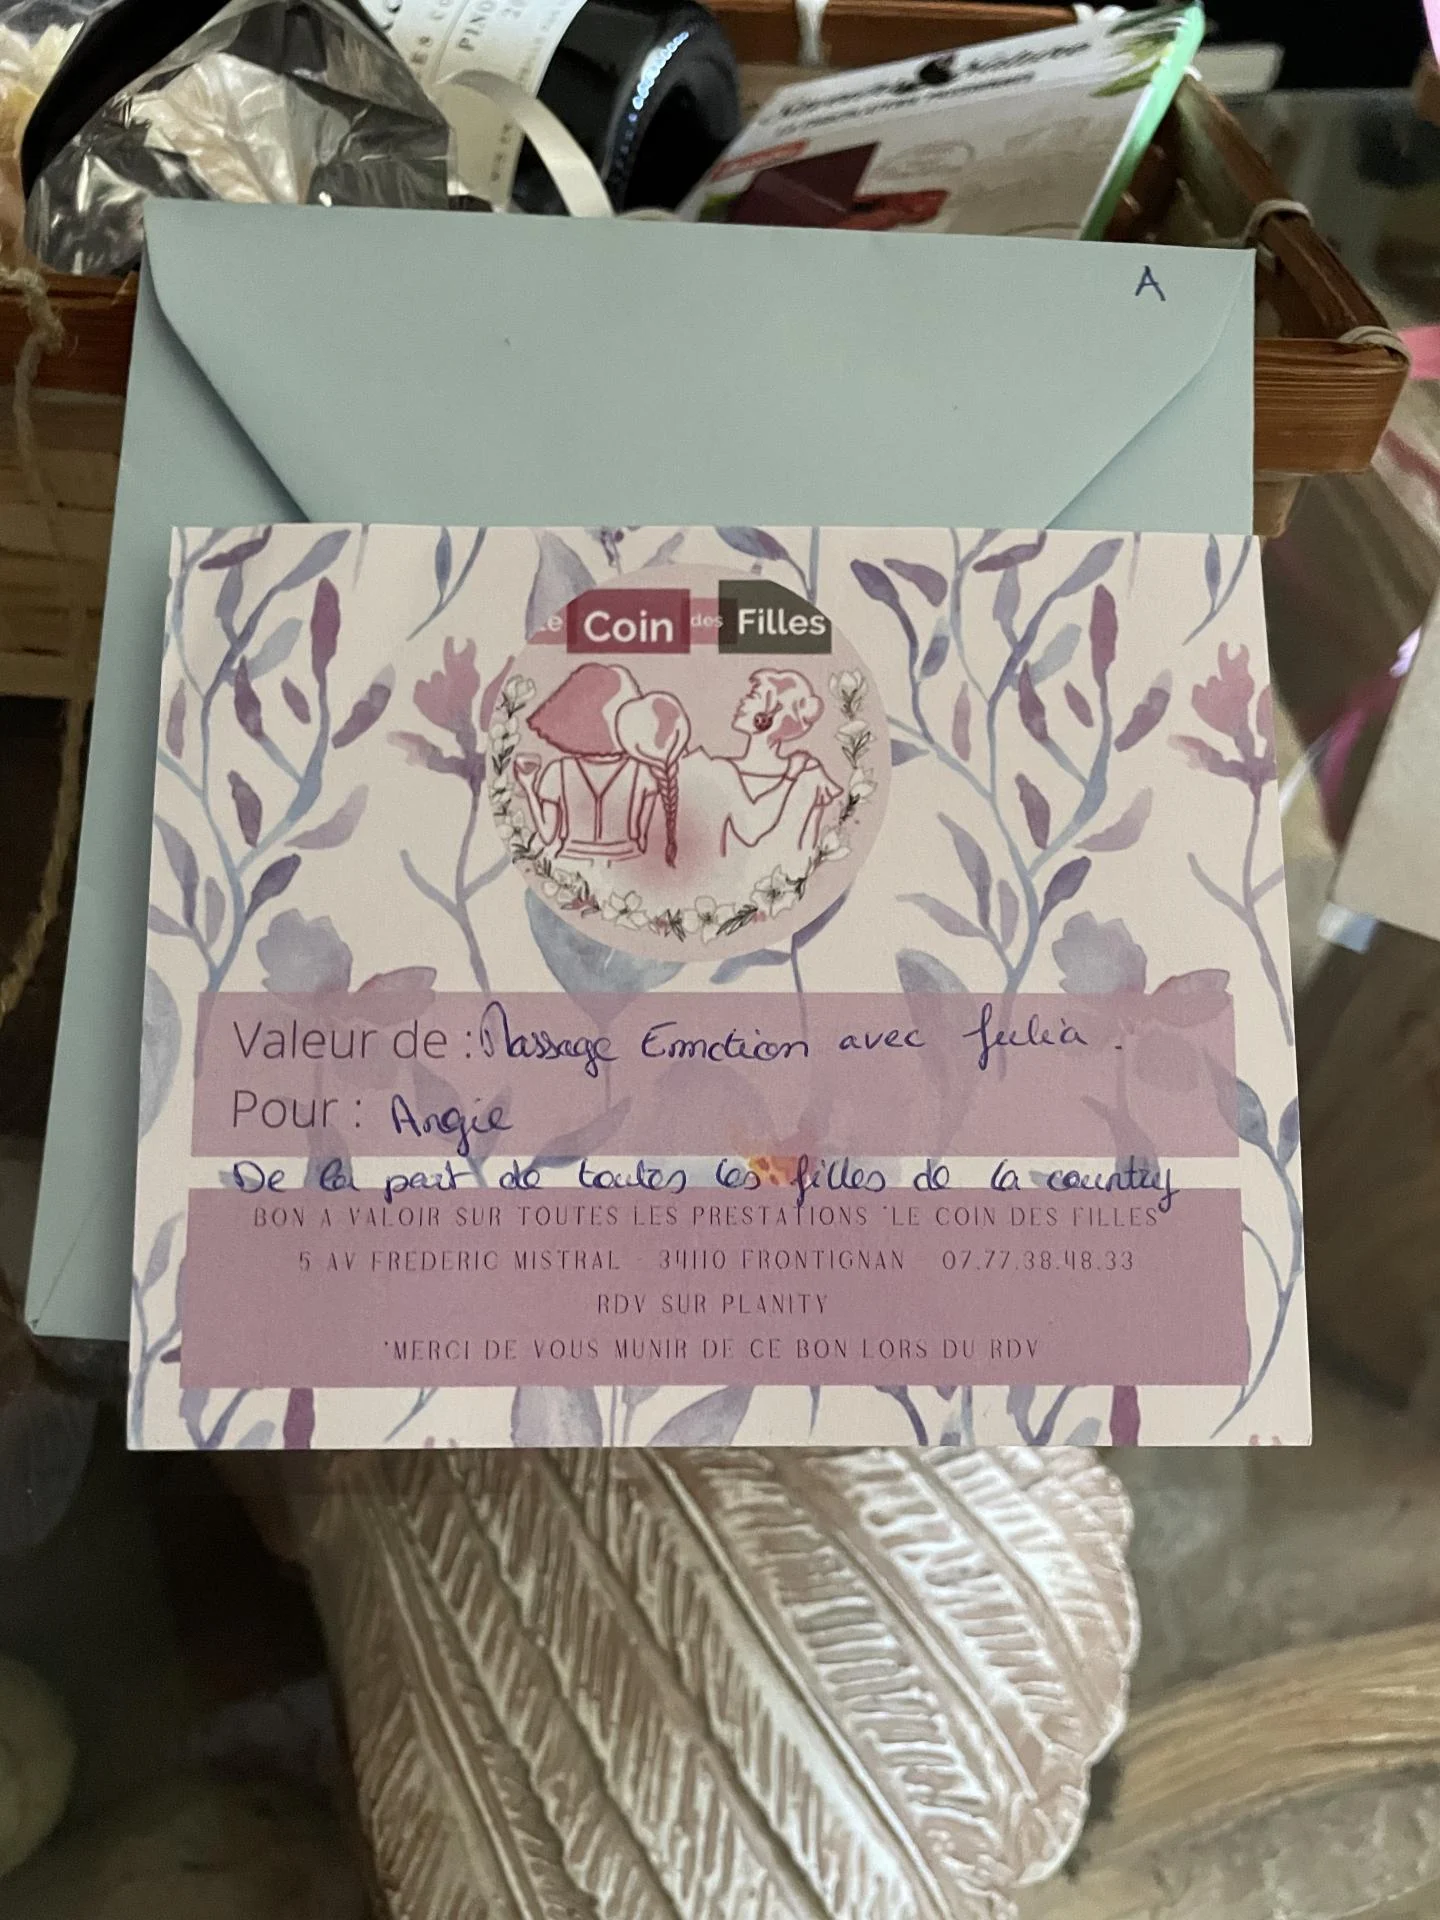 PINO
A
Le Coin des Filles
Valeur de : Massage Emotion avec Julia.
Pour : Angie
De la part de toutes les filles de la country
BON A VALOIR SUR TOUTES LES PRESTATIONS "LE COIN DES FILLES"
5 AV FREDERIC MISTRAL - 34110 FRONTIGNAN - 07.77.38.48.33
RDV SUR PLANITY
*MERCI DE VOUS MUNIR DE CE BON LORS DU RDV